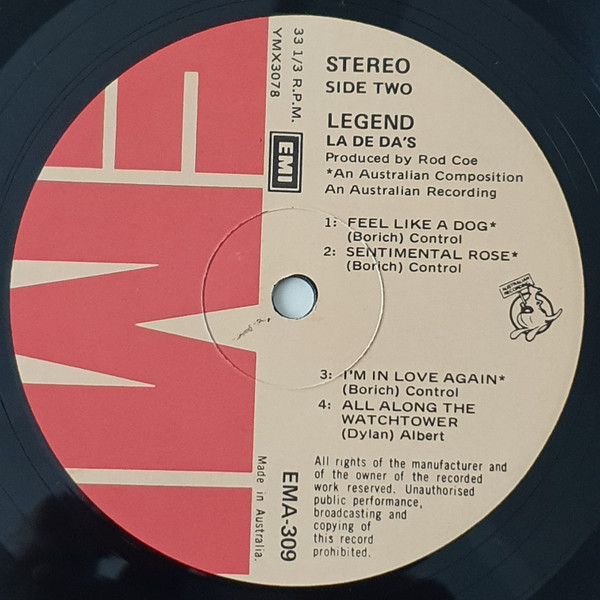 STEREO
SIDE TWO
LEGEND
LA DE DA'S
Produced by Rod Coe
*An Australian Composition
An Australian Recording
1: FEEL LIKE A DOG*
(Borich) Control
2: SENTIMENTAL ROSE*
(Borich) Control
3: I'M IN LOVE AGAIN*
(Borich) Control
4: ALL ALONG THE
WATCHTOWER
(Dylan) Albert
All rights of the manufacturer and
of the owner of the recorded
work reserved. Unauthorised
public performance,
broadcasting and
copying of
this record
prohibited.
33 1/3 R.P.M.
YMX3078
EMI
EMA-309
Made in Australia.
AUSTRALIAN
RECORDING
EMI